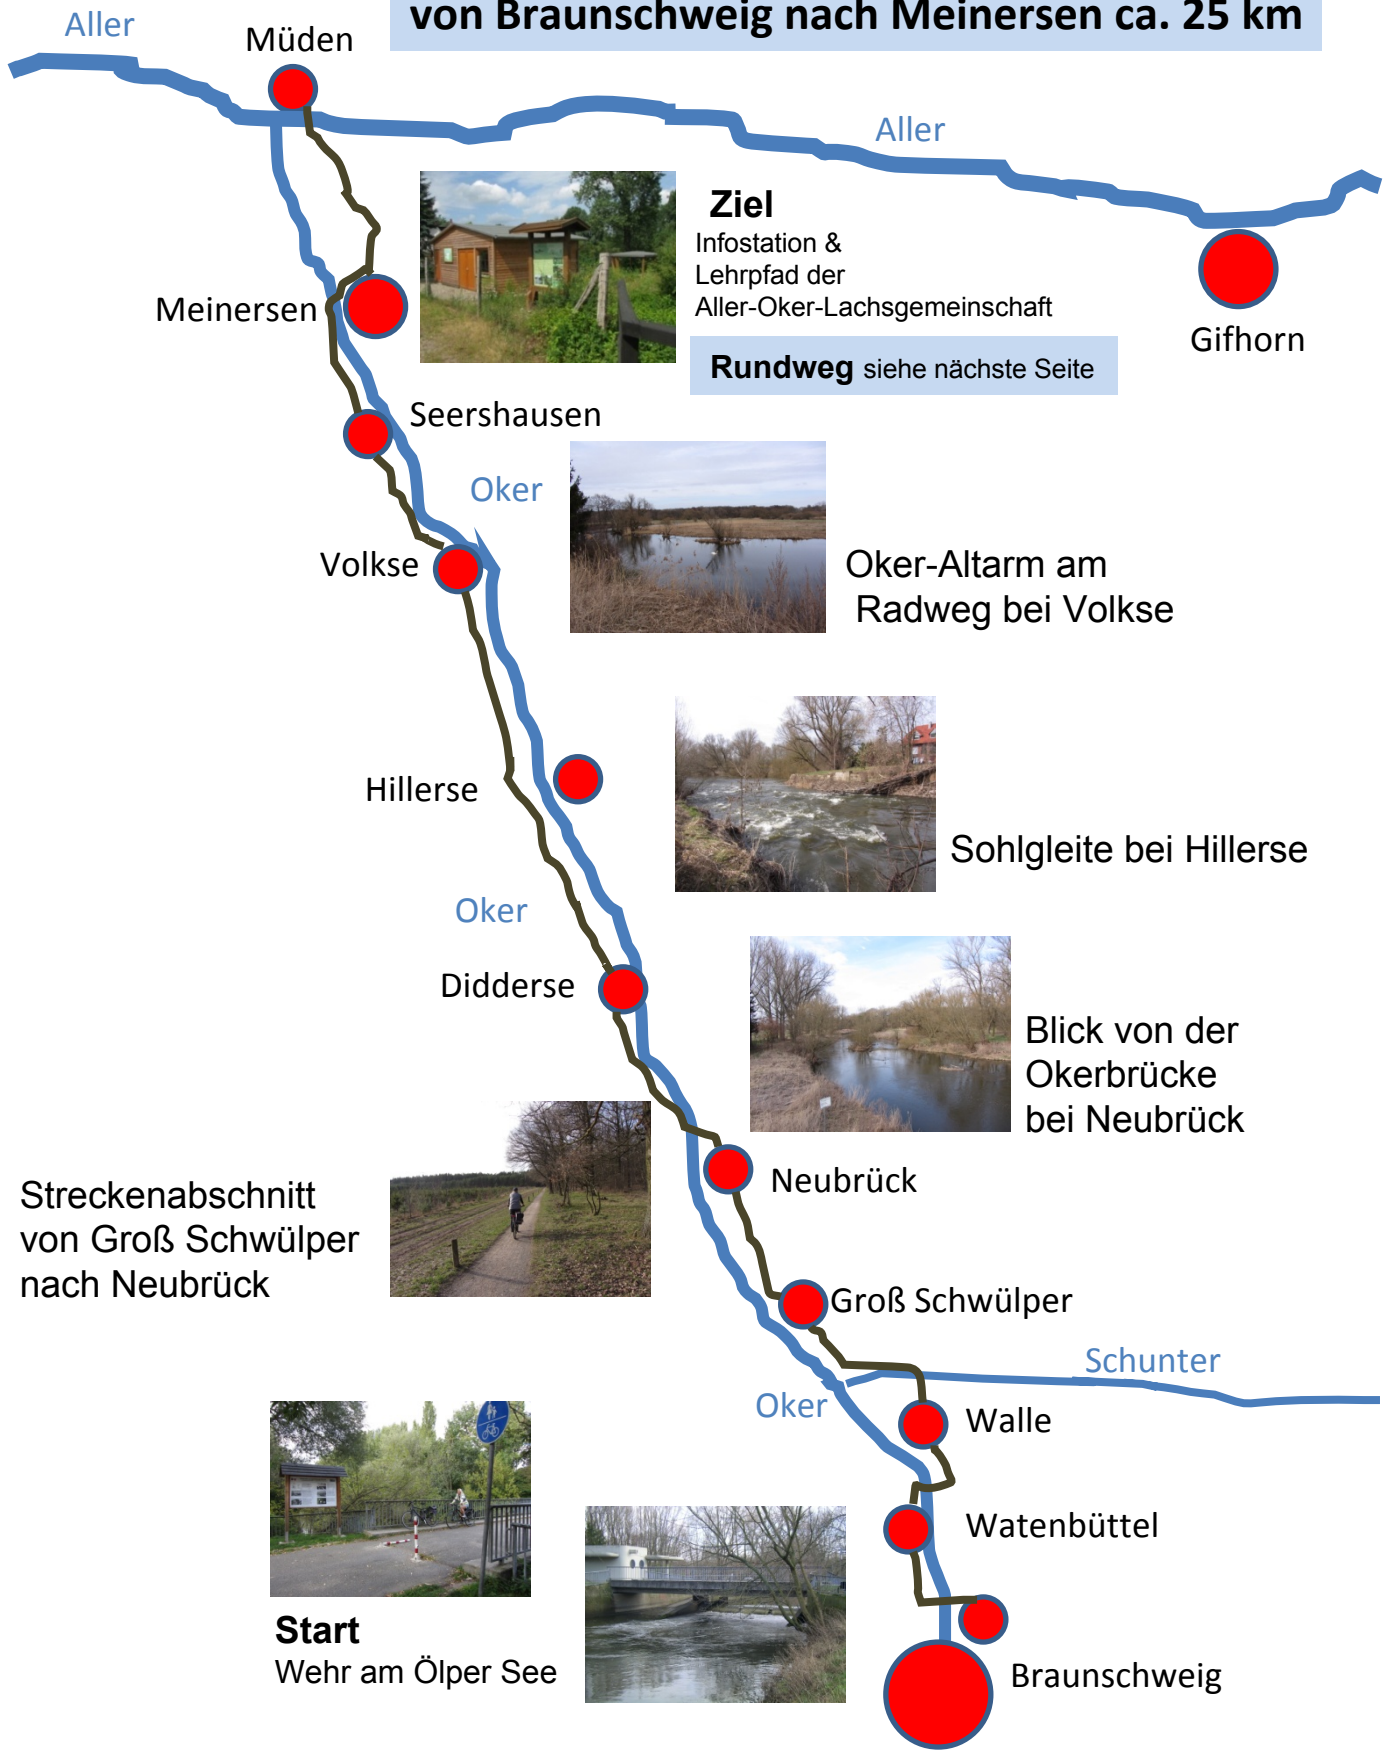 von Braunschweig nach Meinersen ca. 25 km
Aller
Müden
Aller
Ziel
Infostation &
Lehrpfad der
Aller-Oker-Lachsgemeinschaft
Meinersen
Gifhorn
Rundweg siehe nächste Seite
Seershausen
Oker
Volkse
Oker-Altarm am
Radweg bei Volkse
Hillerse
Sohlgleite bei Hillerse
Oker
Didderse
Blick von der
Okerbrücke
bei Neubrück
Neubrück
Streckenabschnitt
von Groß Schwülper
nach Neubrück
Groß Schwülper
Schunter
Oker
Walle
Watenbüttel
Start
Wehr am Ölper See
Braunschweig